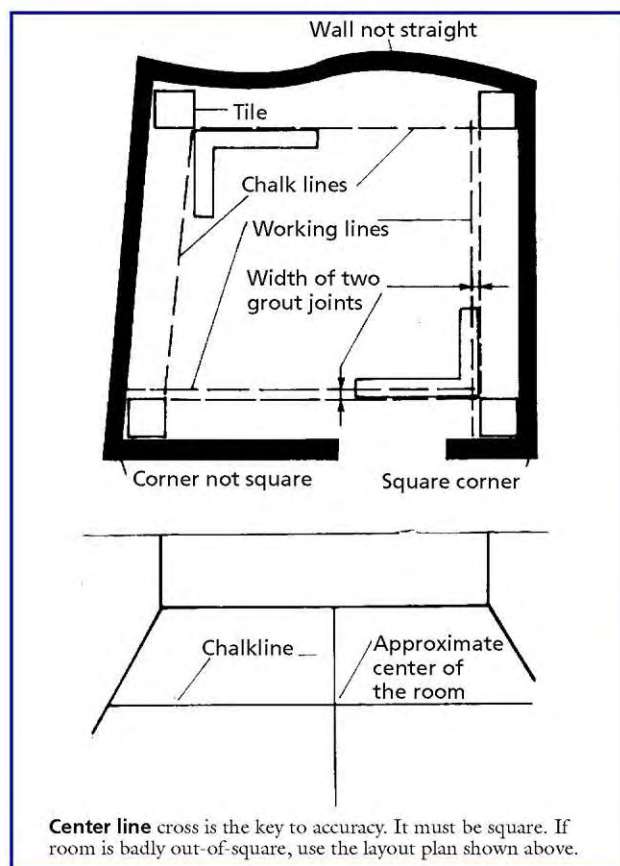 Wall not straight
Tile
Chalk lines
Working lines
Width of two
grout joints
Corner not square
Square corner
Chalkline
Approximate
center of
the room
Center line cross is the key to accuracy. It must be square. If
room is badly out-of-square, use the layout plan shown above.